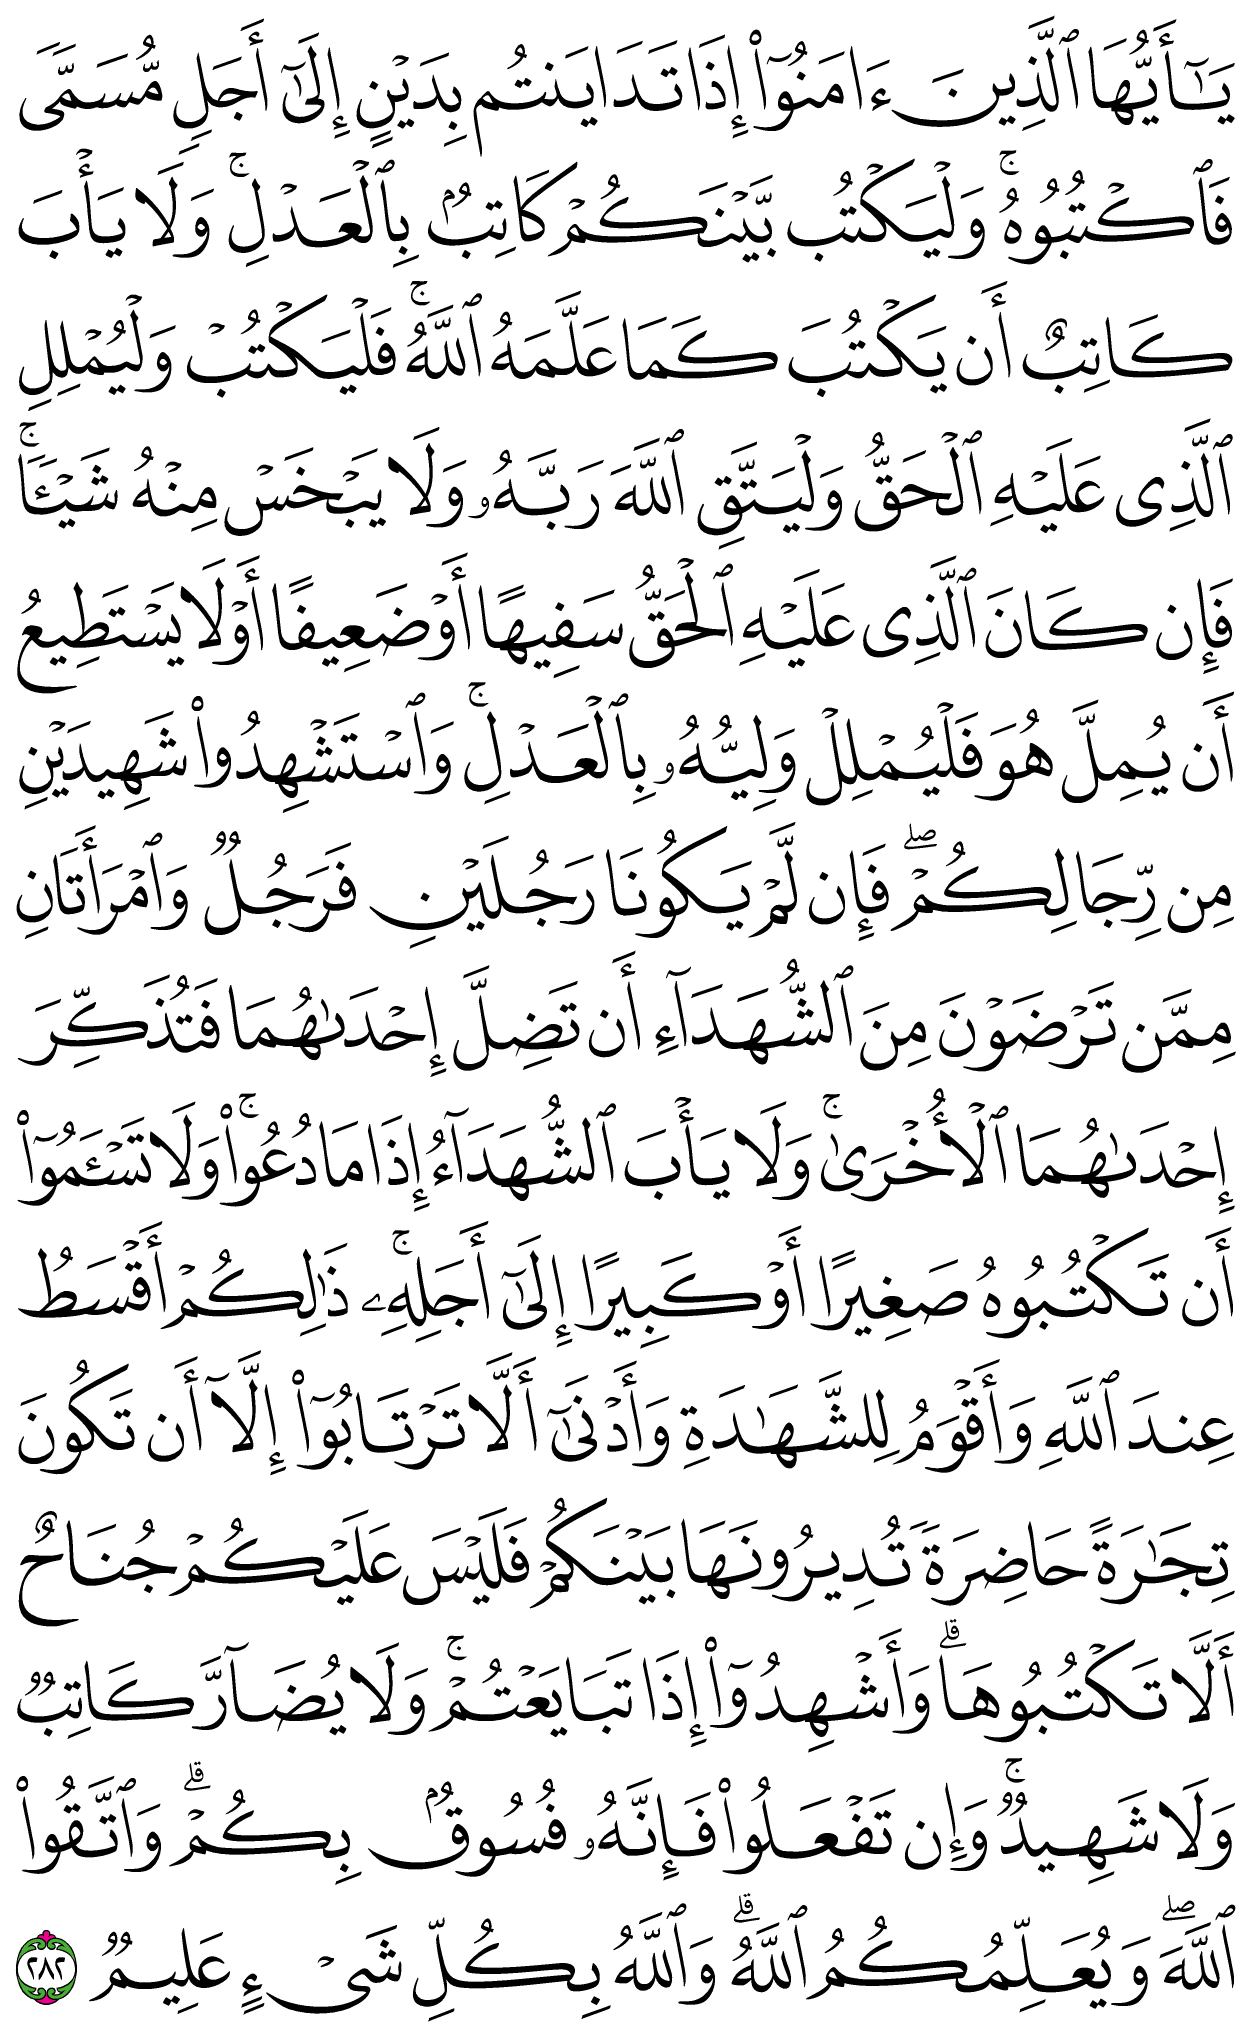 يَٰٓأَيُّهَا ٱلَّذِينَ ءَامَنُوٓا۟ إِذَا تَدَايَنتُم بِدَيْنٍ إِلَىٰٓ أَجَلٍ مُّسَمًّى
فَٱكْتُبُوهُ ۚ وَلْيَكْتُب بَّيْنَكُمْ كَاتِبٌۢ بِٱلْعَدْلِ ۚ وَلَا يَأْبَ
كَاتِبٌ أَن يَكْتُبَ كَمَا عَلَّمَهُ ٱللَّهُ ۚ فَلْيَكْتُبْ وَلْيُمْلِلِ
ٱلَّذِى عَلَيْهِ ٱلْحَقُّ وَلْيَتَّقِ ٱللَّهَ رَبَّهُۥ وَلَا يَبْخَسْ مِنْهُ شَيْـًٔا ۚ
فَإِن كَانَ ٱلَّذِى عَلَيْهِ ٱلْحَقُّ سَفِيهًا أَوْ ضَعِيفًا أَوْ لَا يَسْتَطِيعُ
أَن يُمِلَّ هُوَ فَلْيُمْلِلْ وَلِيُّهُۥ بِٱلْعَدْلِ ۚ وَٱسْتَشْهِدُوا۟ شَهِيدَيْنِ
مِن رِّجَالِكُمْ ۖ فَإِن لَّمْ يَكُونَا رَجُلَيْنِ فَرَجُلٌ وَٱمْرَأَتَانِ
مِمَّن تَرْضَوْنَ مِنَ ٱلشُّهَدَآءِ أَن تَضِلَّ إِحْدَىٰهُمَا فَتُذَكِّرَ
إِحْدَىٰهُمَا ٱلْأُخْرَىٰ ۚ وَلَا يَأْبَ ٱلشُّهَدَآءُ إِذَا مَا دُعُوا۟ ۚ وَلَا تَسْـَٔمُوٓا۟
أَن تَكْتُبُوهُ صَغِيرًا أَوْ كَبِيرًا إِلَىٰٓ أَجَلِهِۦ ۚ ذَٰلِكُمْ أَقْسَطُ
عِندَ ٱللَّهِ وَأَقْوَمُ لِلشَّهَٰدَةِ وَأَدْنَىٰٓ أَلَّا تَرْتَابُوٓا۟ إِلَّآ أَن تَكُونَ
تِجَٰرَةً حَاضِرَةً تُدِيرُونَهَا بَيْنَكُمْ فَلَيْسَ عَلَيْكُمْ جُنَاحٌ
أَلَّا تَكْتُبُوهَا ۗ وَأَشْهِدُوٓا۟ إِذَا تَبَايَعْتُمْ ۚ وَلَا يُضَآرَّ كَاتِبٌ
وَلَا شَهِيدٌ ۚ وَإِن تَفْعَلُوا۟ فَإِنَّهُۥ فُسُوقٌۢ بِكُمْ ۗ وَٱتَّقُوا۟
ٱللَّهَ ۖ وَيُعَلِّمُكُمُ ٱللَّهُ ۗ وَٱللَّهُ بِكُلِّ شَىْءٍ عَلِيمٌ ٢٨٢